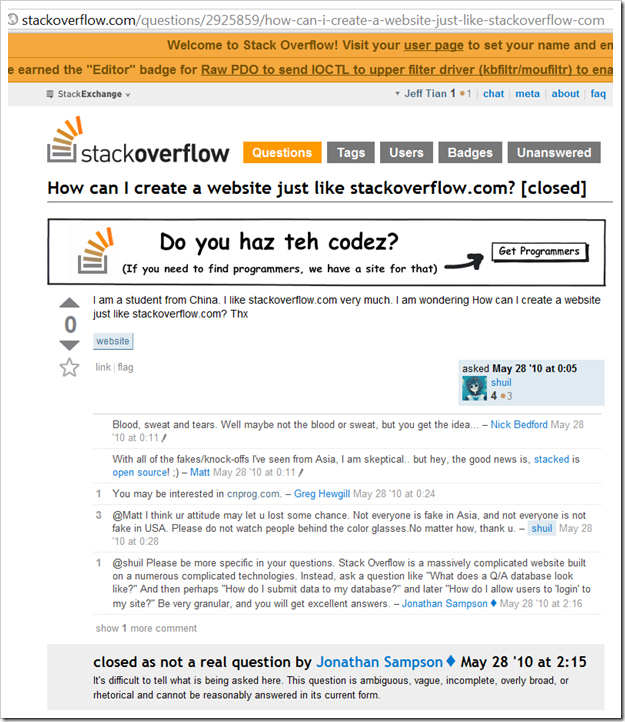 stackoverflow.com/questions/2925859/how-can-i-create-a-website-just-like-stackoverflow-com
Welcome to Stack Overflow! Visit your user page to set your name and em
e earned the "Editor" badge for Raw PDO to send IOCTL to upper filter driver (kbfiltr/moufiltr) to ena
StackExchange
Jeff Tian 1 1 | chat | meta | about | faq
stackoverflow
Questions Tags Users Badges Unanswered
How can I create a website just like stackoverflow.com? [closed]
Do you haz teh codez?
(If you need to find programmers, we have a site for that)
Get Programmers
I am a student from China. I like stackoverflow.com very much. I am wondering How can I create a website
just like stackoverflow.com? Thx
0
website
link | flag
asked May 28 '10 at 0:05
shuil
4 3
Blood, sweat and tears. Well maybe not the blood or sweat, but you get the idea... – Nick Bedford May 28
'10 at 0:11
With all of the fakes/knock-offs I've seen from Asia, I am skeptical.. but hey, the good news is, stacked is
open source! ;) – Matt May 28 '10 at 0:11
1 You may be interested in cnprog.com. – Greg Hewgill May 28 '10 at 0:24
3 @Matt I think ur attitude may let u lost some chance. Not everyone is fake in Asia, and not everyone is not
fake in USA. Please do not watch people behind the color glasses.No matter how, thank u. – shuil May 28
'10 at 0:28
1 @shuil Please be more specific in your questions. Stack Overflow is a massively complicated website built
on a numerous complicated technologies. Instead, ask a question like "What does a Q/A database look
like?" And then perhaps "How do I submit data to my database?" and later "How do I allow users to 'login' to
my site?" Be very granular, and you will get excellent answers. – Jonathan Sampson♦ May 28 '10 at 2:16
show 1 more comment
closed as not a real question by Jonathan Sampson♦ May 28 '10 at 2:15
It's difficult to tell what is being asked here. This question is ambiguous, vague, incomplete, overly broad, or
rhetorical and cannot be reasonably answered in its current form.